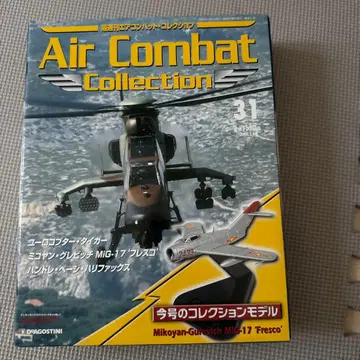 隔週刊エアコンバット・コレクション
Air Combat
Collection
31
ユーロコプター・タイガー
ミコヤン・グレビッチ MiG-17 'フレスコ'
ハンドレ・ページ・ハリファックス
今号のコレクションモデル
Mikoyan-Gurevich MiG-17 'Fresco'
DeAGOSTINI